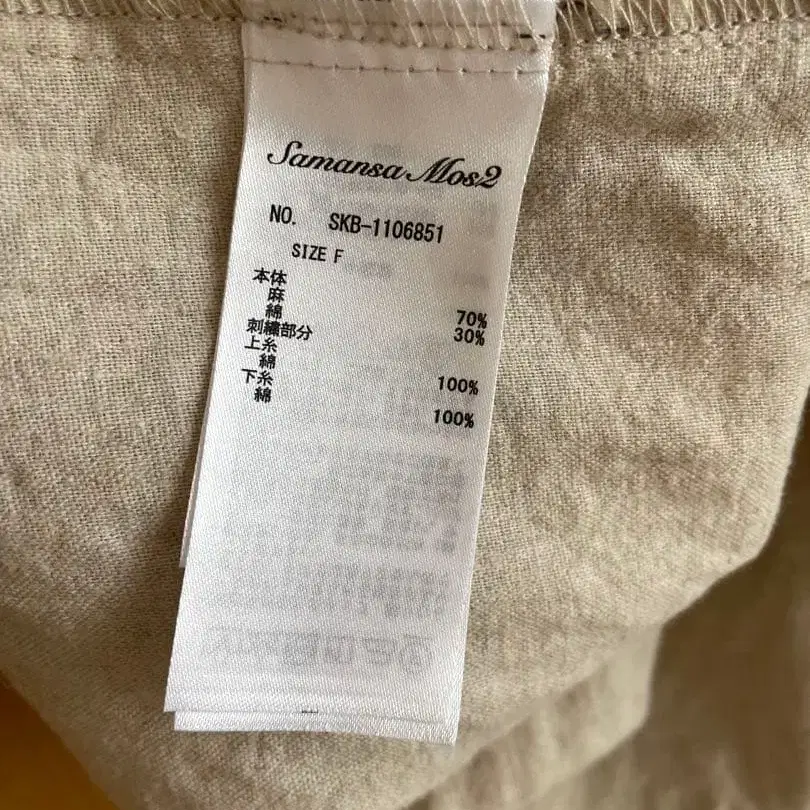 Samansa Mos2
NO. SKB-1106851
SIZE F
本体
麻 70%
綿 30%
刺繍部分
上糸
綿 100%
下糸
綿 100%